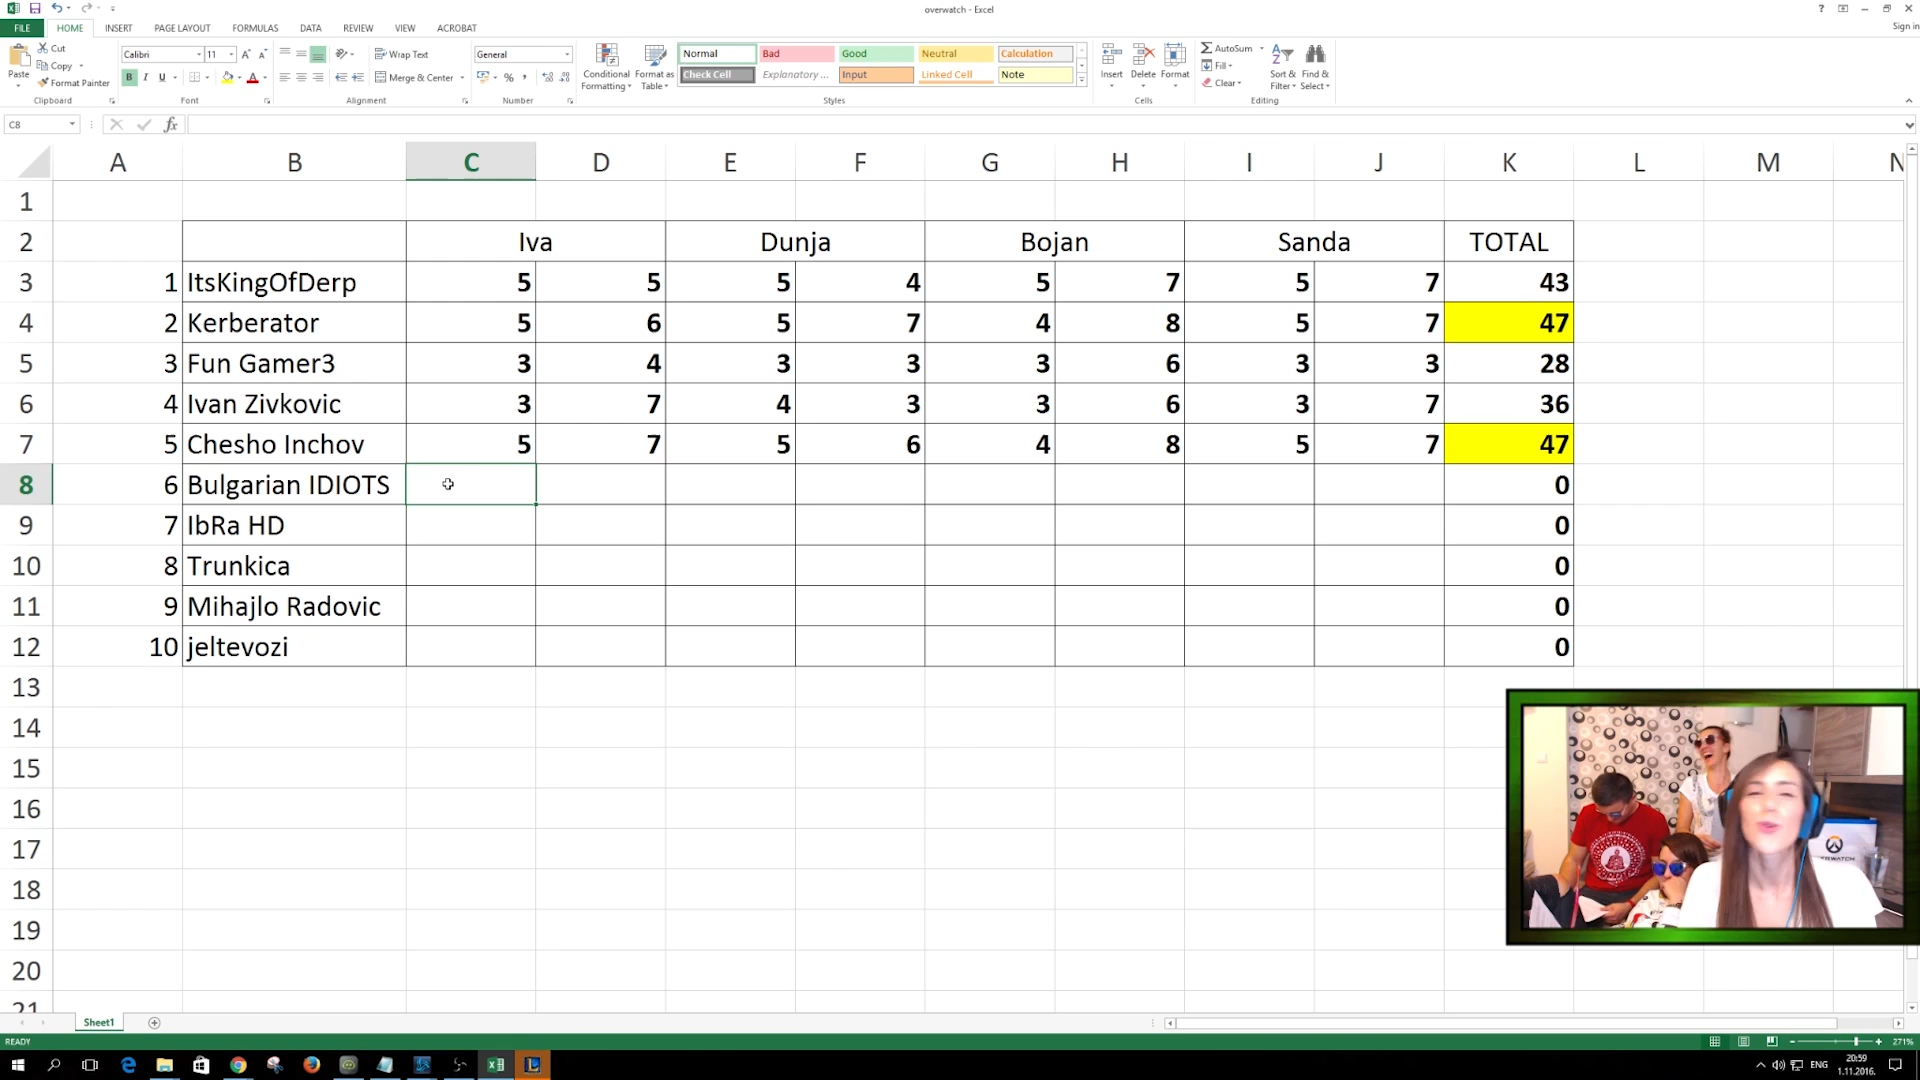 overwatch - Excel
Sign in
FILE HOME INSERT PAGE LAYOUT FORMULAS DATA REVIEW VIEW ACROBAT
Paste Cut Copy Format Painter Clipboard
Calibri 11 B I U Font
Wrap Text Merge & Center Alignment
General % Number
Conditional Formatting Format as Table
Normal Bad Good Neutral Calculation
Check Cell Explanatory ... Input Linked Cell Note
Styles
Insert Delete Format Cells
AutoSum Fill Clear Sort & Filter Find & Select Editing
C8 fx
A B C D E F G H I J K L M N
1
2 Iva Dunja Bojan Sanda TOTAL
3 1 ItsKingOfDerp 5 5 5 4 5 7 5 7 43
4 2 Kerberator 5 6 5 7 4 8 5 7 47
5 3 Fun Gamer3 3 4 3 3 3 6 3 3 28
6 4 Ivan Zivkovic 3 7 4 3 3 6 3 7 36
7 5 Chesho Inchov 5 7 5 6 4 8 5 7 47
8 6 Bulgarian IDIOTS 0
9 7 IbRa HD 0
10 8 Trunkica 0
11 9 Mihajlo Radovic 0
12 10 jeltevozi 0
13
14
15
16
17
18
19
20
21
Sheet1
READY
271%
ENG
20:59
1.11.2016.